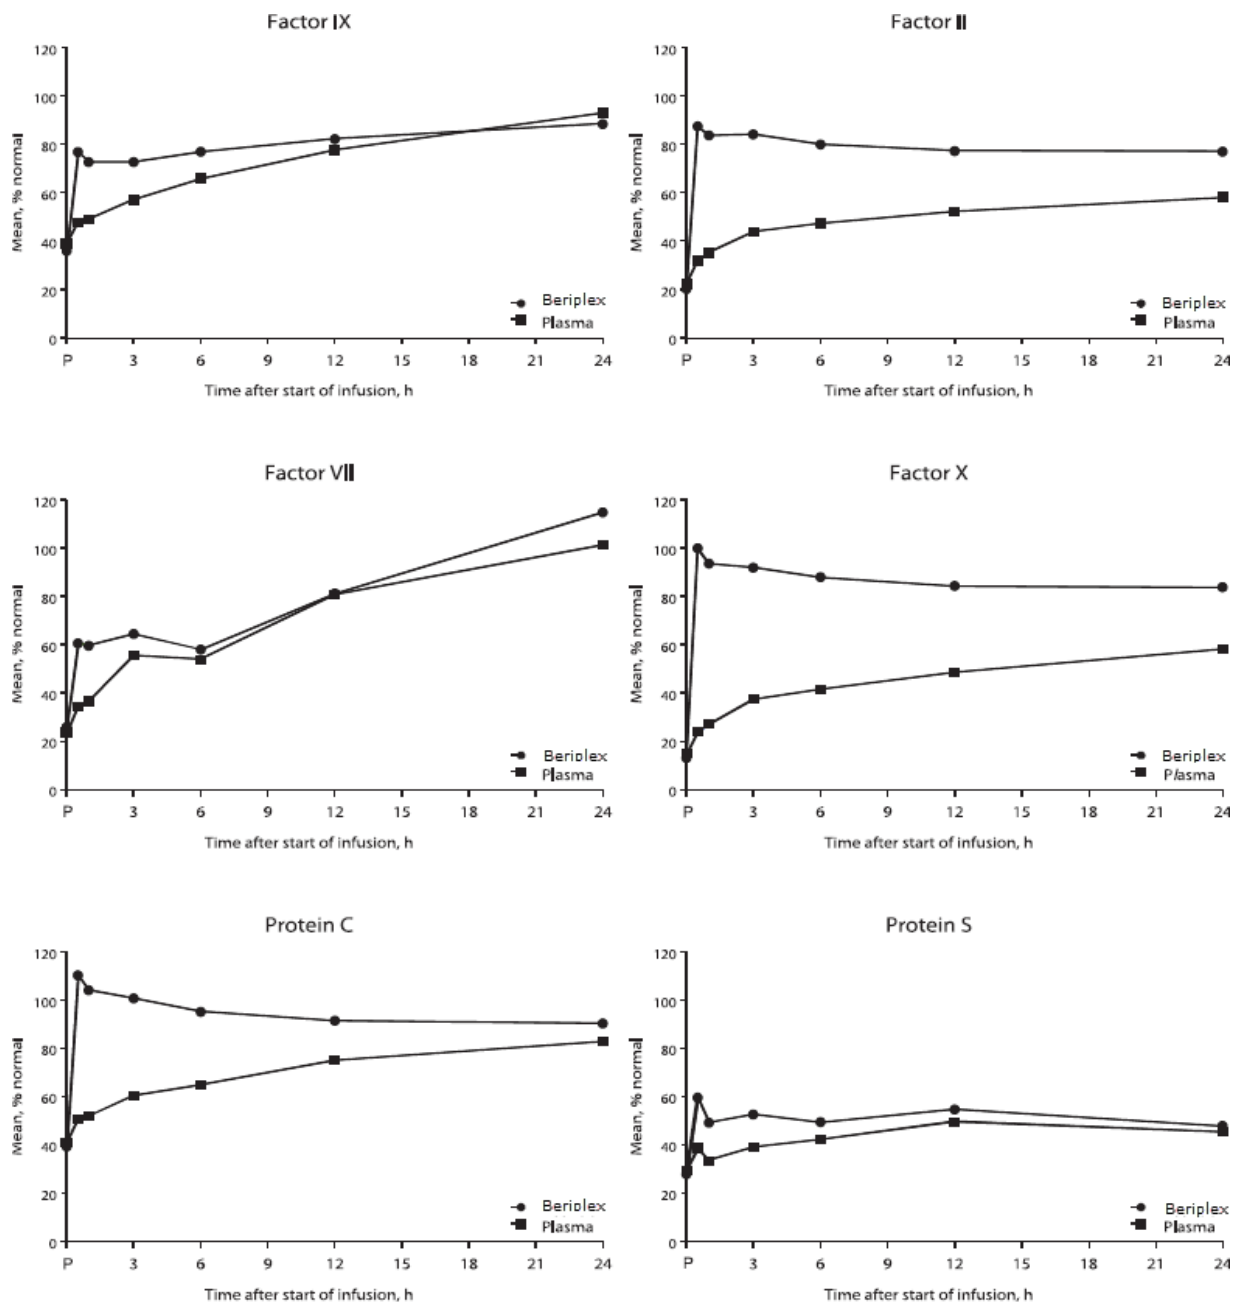 Factor IX
Mean, % normal
120
100
80
60
40
20
0
Beriplex
Plasma
P 3 6 9 12 15 18 21 24
Time after start of infusion, h
Factor II
Mean, % normal
120
100
80
60
40
20
0
Beriplex
Plasma
P 3 6 9 12 15 18 21 24
Time after start of infusion, h
Factor VII
Mean, % normal
120
100
80
60
40
20
0
Beriplex
Plasma
P 3 6 9 12 15 18 21 24
Time after start of infusion, h
Factor X
Mean, % normal
120
100
80
60
40
20
0
Beriplex
Plasma
P 3 6 9 12 15 18 21 24
Time after start of infusion, h
Protein C
Mean, % normal
120
100
80
60
40
20
0
Beriplex
Plasma
P 3 6 9 12 15 18 21 24
Time after start of infusion, h
Protein S
Mean, % normal
120
100
80
60
40
20
0
Beriplex
Plasma
P 3 6 9 12 15 18 21 24
Time after start of infusion, h